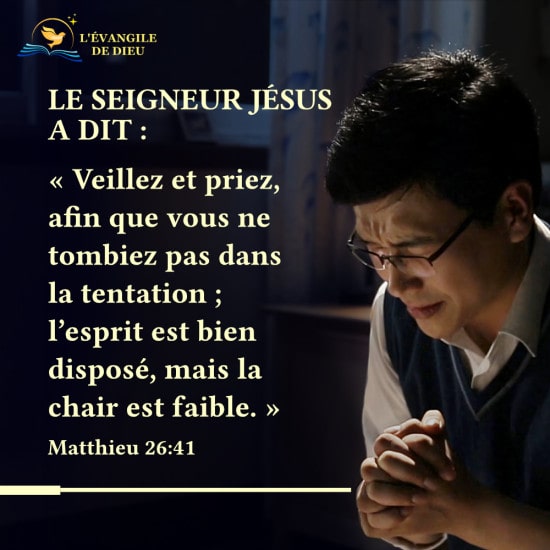 L'ÉVANGILE
DE DIEU
LE SEIGNEUR JÉSUS
A DIT :
« Veillez et priez,
afin que vous ne
tombiez pas dans
la tentation ;
l’esprit est bien
disposé, mais la
chair est faible. »
Matthieu 26:41